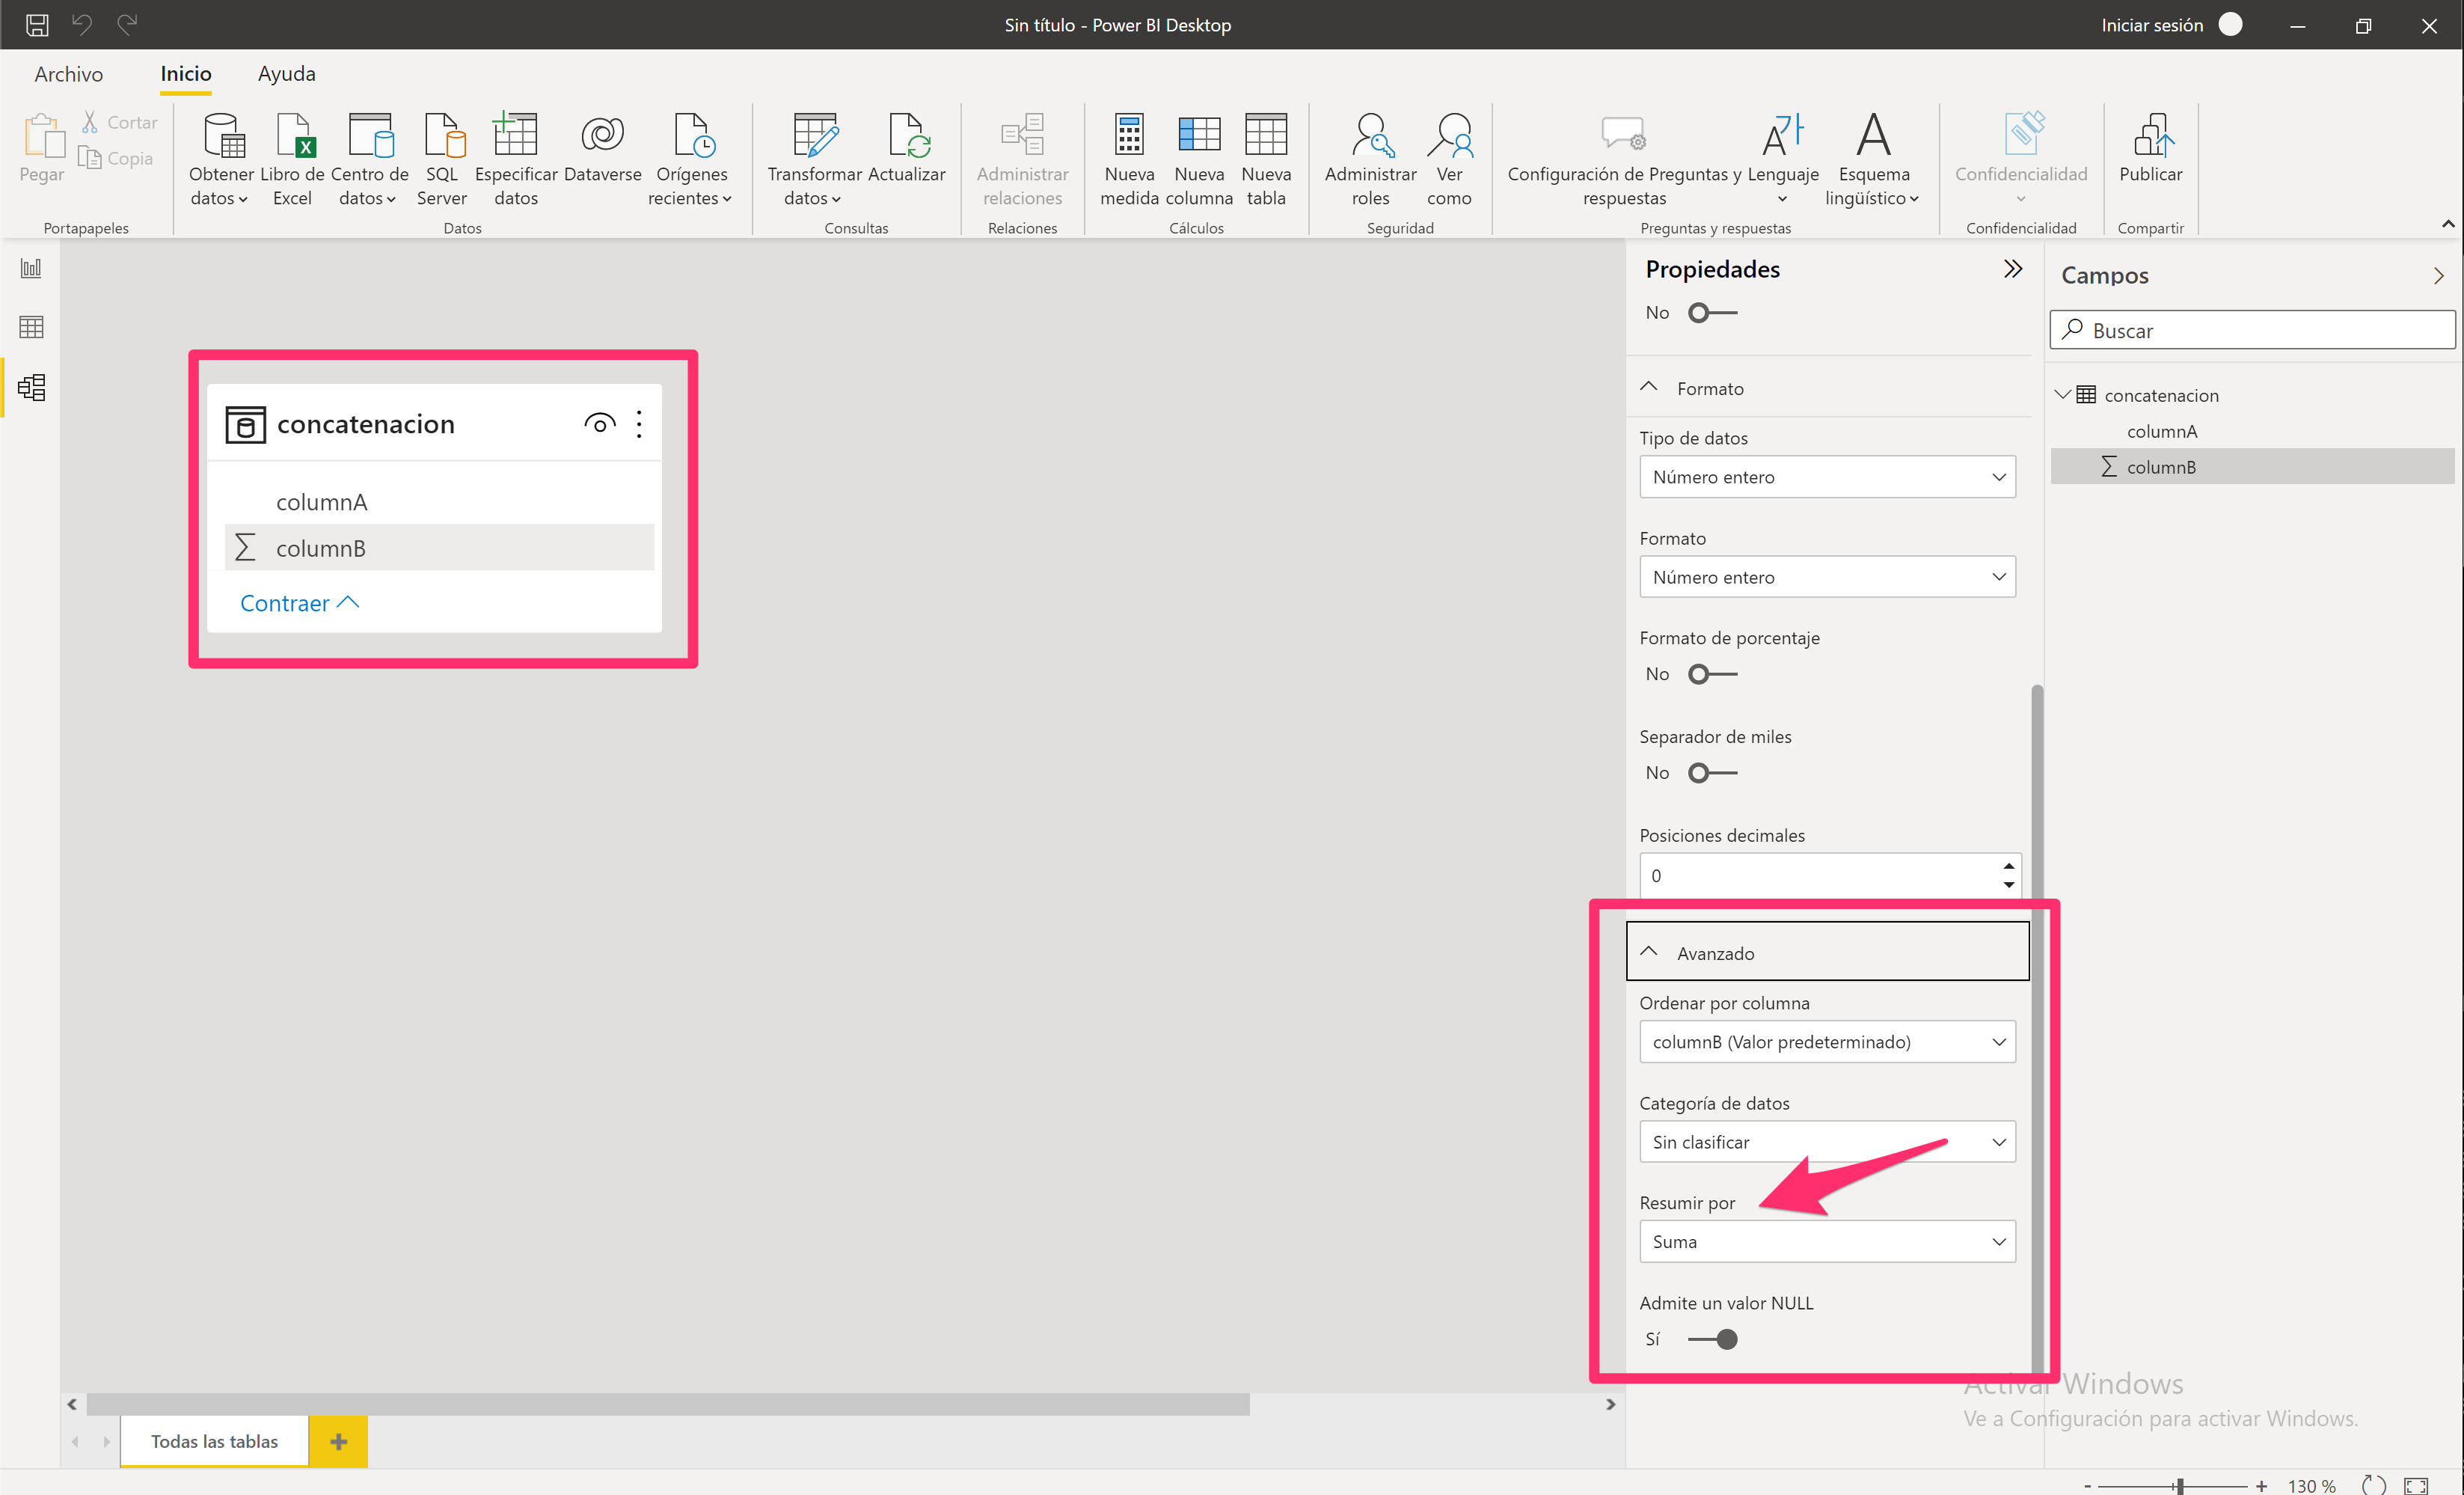 Sin título - Power BI Desktop
Iniciar sesión
Archivo
Inicio
Ayuda
Pegar
Cortar
Copia
Portapapeles
Obtener datos
Libro de Excel
Centro de datos
SQL Server
Especificar datos
Dataverse
Orígenes recientes
Datos
Transformar datos
Actualizar
Consultas
Administrar relaciones
Relaciones
Nueva medida
Nueva columna
Nueva tabla
Cálculos
Administrar roles
Ver como
Seguridad
Configuración de Preguntas y respuestas
Lenguaje
Esquema lingüístico
Preguntas y respuestas
Confidencialidad
Confidencialidad
Publicar
Compartir
concatenacion
columnA
columnB
Contraer
Propiedades
No
Formato
Tipo de datos
Número entero
Formato
Número entero
Formato de porcentaje
No
Separador de miles
No
Posiciones decimales
0
Avanzado
Ordenar por columna
columnB (Valor predeterminado)
Categoría de datos
Sin clasificar
Resumir por
Suma
Admite un valor NULL
Sí
Campos
Buscar
concatenacion
columnA
columnB
Activar Windows
Ve a Configuración para activar Windows.
Todas las tablas
- + 130 %